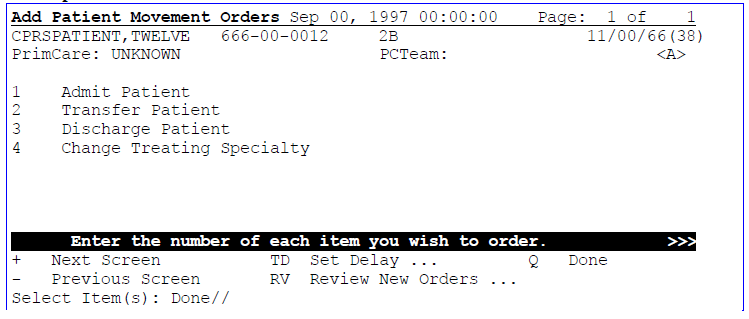 Add Patient Movement Orders Sep 00, 1997 00:00:00 Page: 1 of 1
CPRSPATIENT,TWELVE 666-00-0012 2B 11/00/66(38)
PrimCare: UNKNOWN PCTeam: <A>
1 Admit Patient
2 Transfer Patient
3 Discharge Patient
4 Change Treating Specialty
Enter the number of each item you wish to order. >>>
+ Next Screen TD Set Delay ... Q Done
- Previous Screen RV Review New Orders ...
Select Item(s): Done//